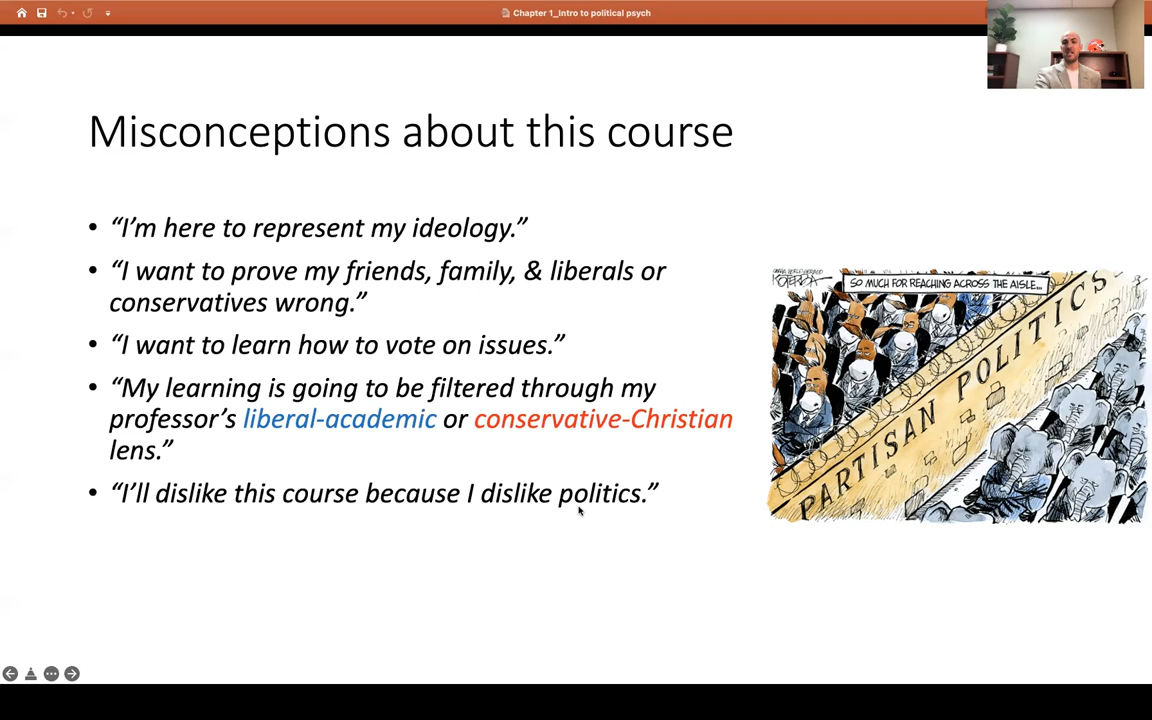 Chapter 1_Intro to political psych
Misconceptions about this course
• “I’m here to represent my ideology.”
• “I want to prove my friends, family, & liberals or
conservatives wrong.”
• “I want to learn how to vote on issues.”
• “My learning is going to be filtered through my
professor’s liberal-academic or conservative-Christian
lens.”
• “I’ll dislike this course because I dislike politics.”
SO MUCH FOR REACHING ACROSS THE AISLE...
PARTISAN POLITICS